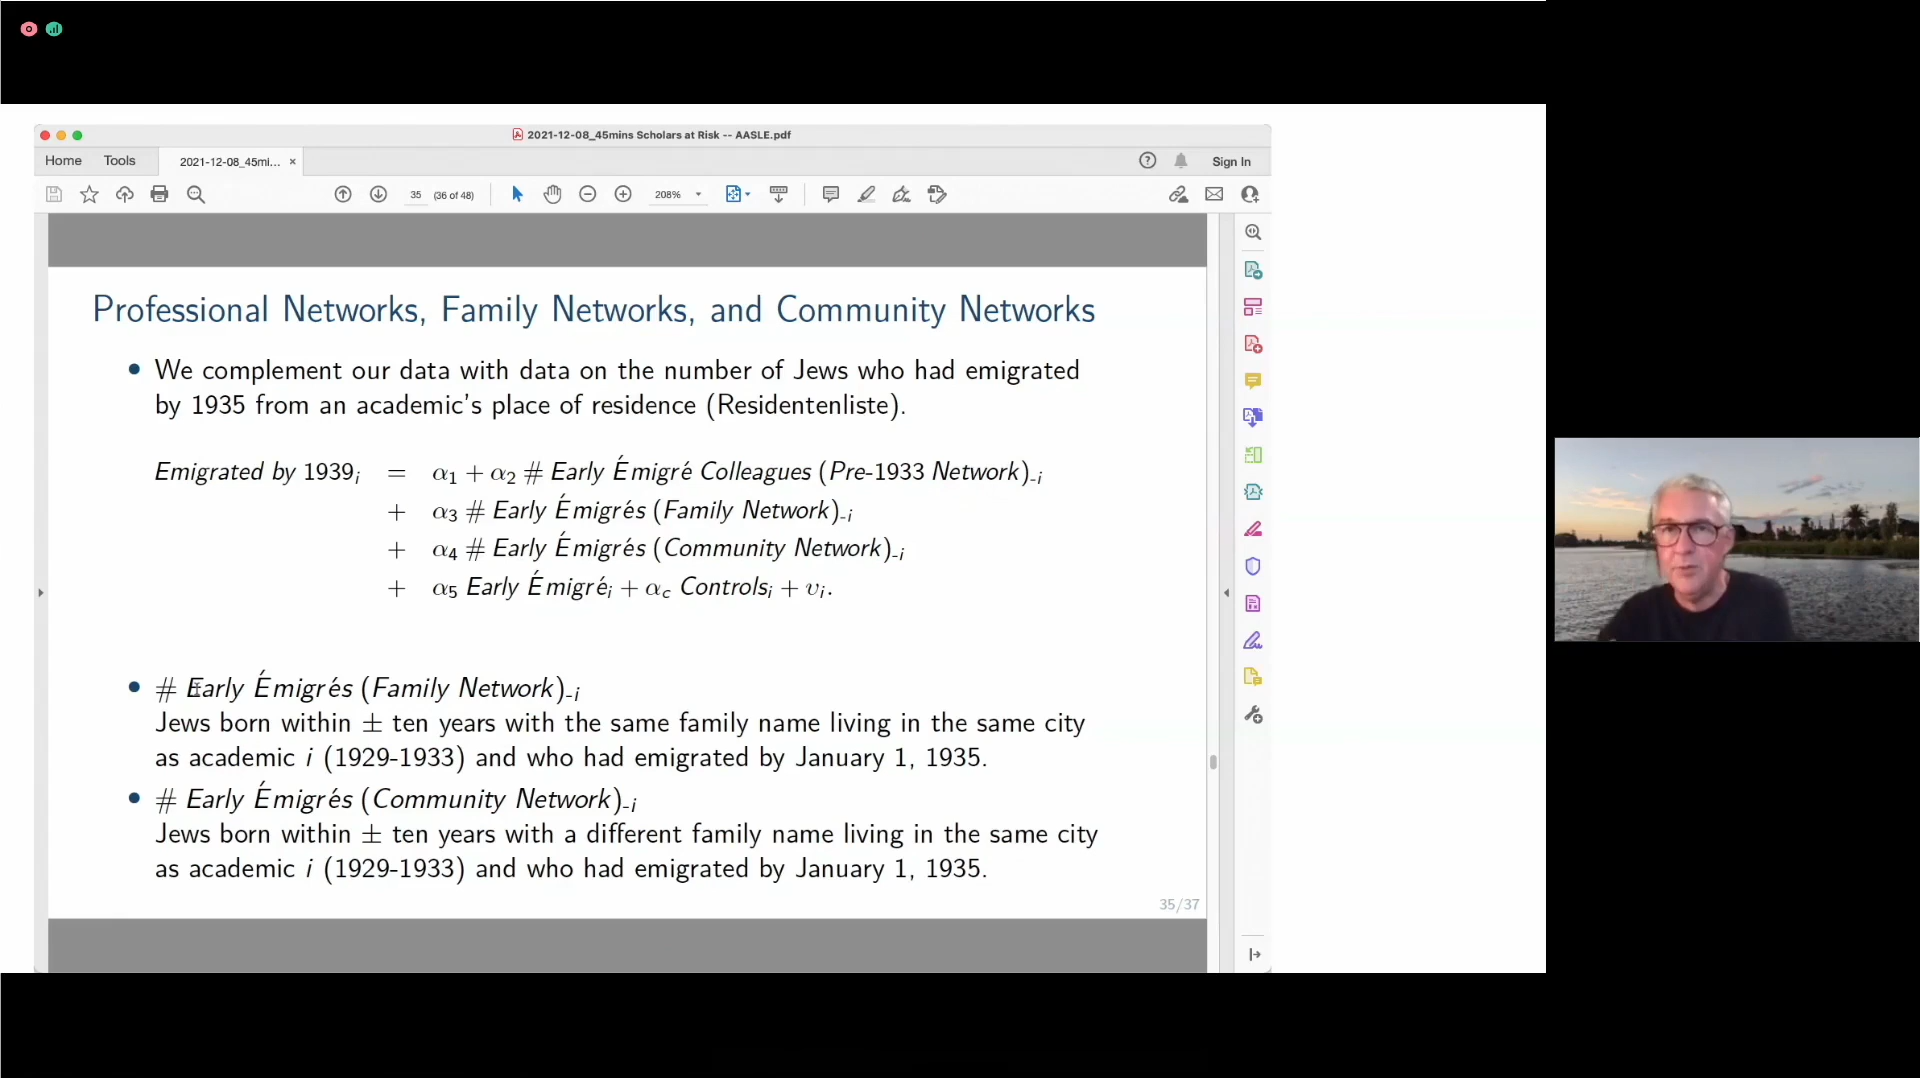 2021-12-08_45mins Scholars at Risk -- AASLE.pdf
Home Tools 2021-12-08_45mi... × Sign In
35 (36 of 48) 208%
Professional Networks, Family Networks, and Community Networks
We complement our data with data on the number of Jews who had emigrated
by 1935 from an academic's place of residence (Residentenliste).
Emigrated by 1939i = α1 + α2 # Early Émigré Colleagues (Pre-1933 Network)-i
+ α3 # Early Émigrés (Family Network)-i
+ α4 # Early Émigrés (Community Network)-i
+ α5 Early Émigréi + αc Controlsi + υi.
# Early Émigrés (Family Network)-i
Jews born within ± ten years with the same family name living in the same city
as academic i (1929-1933) and who had emigrated by January 1, 1935.
# Early Émigrés (Community Network)-i
Jews born within ± ten years with a different family name living in the same city
as academic i (1929-1933) and who had emigrated by January 1, 1935.
35/37